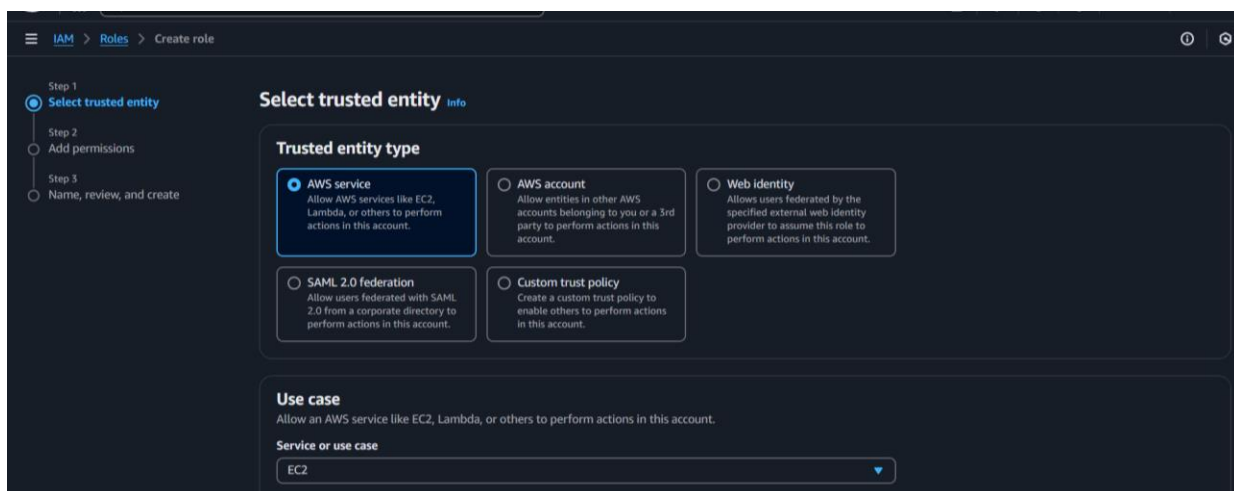 IAM > Roles > Create role
Step 1
Select trusted entity
Step 2
Add permissions
Step 3
Name, review, and create
Select trusted entity Info
Trusted entity type
AWS service
Allow AWS services like EC2,
Lambda, or others to perform
actions in this account.
AWS account
Allow entities in other AWS
accounts belonging to you or a 3rd
party to perform actions in this
account.
Web identity
Allows users federated by the
specified external web identity
provider to assume this role to
perform actions in this account.
SAML 2.0 federation
Allow users federated with SAML
2.0 from a corporate directory to
perform actions in this account.
Custom trust policy
Create a custom trust policy to
enable others to perform actions
in this account.
Use case
Allow an AWS service like EC2, Lambda, or others to perform actions in this account.
Service or use case
EC2